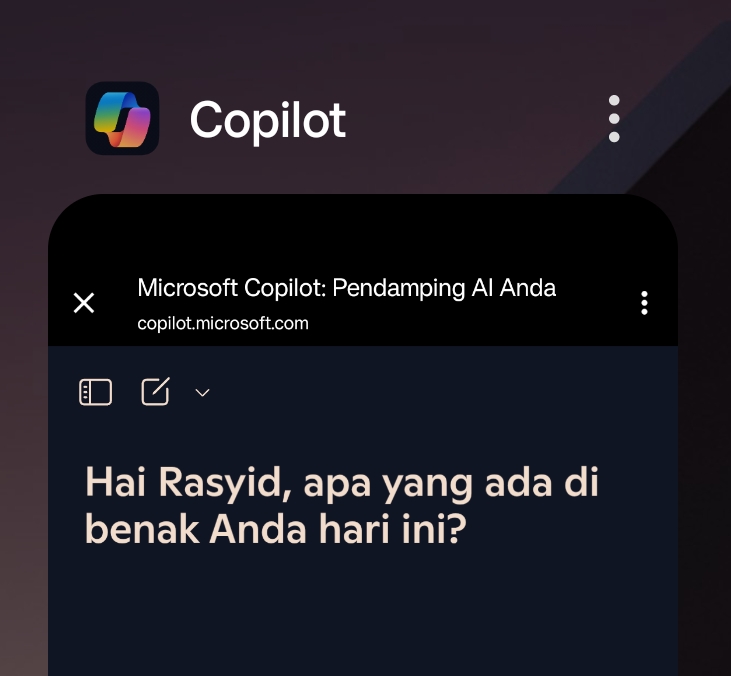 Copilot
Microsoft Copilot: Pendamping AI Anda
copilot.microsoft.com
Hai Rasyid, apa yang ada di
benak Anda hari ini?